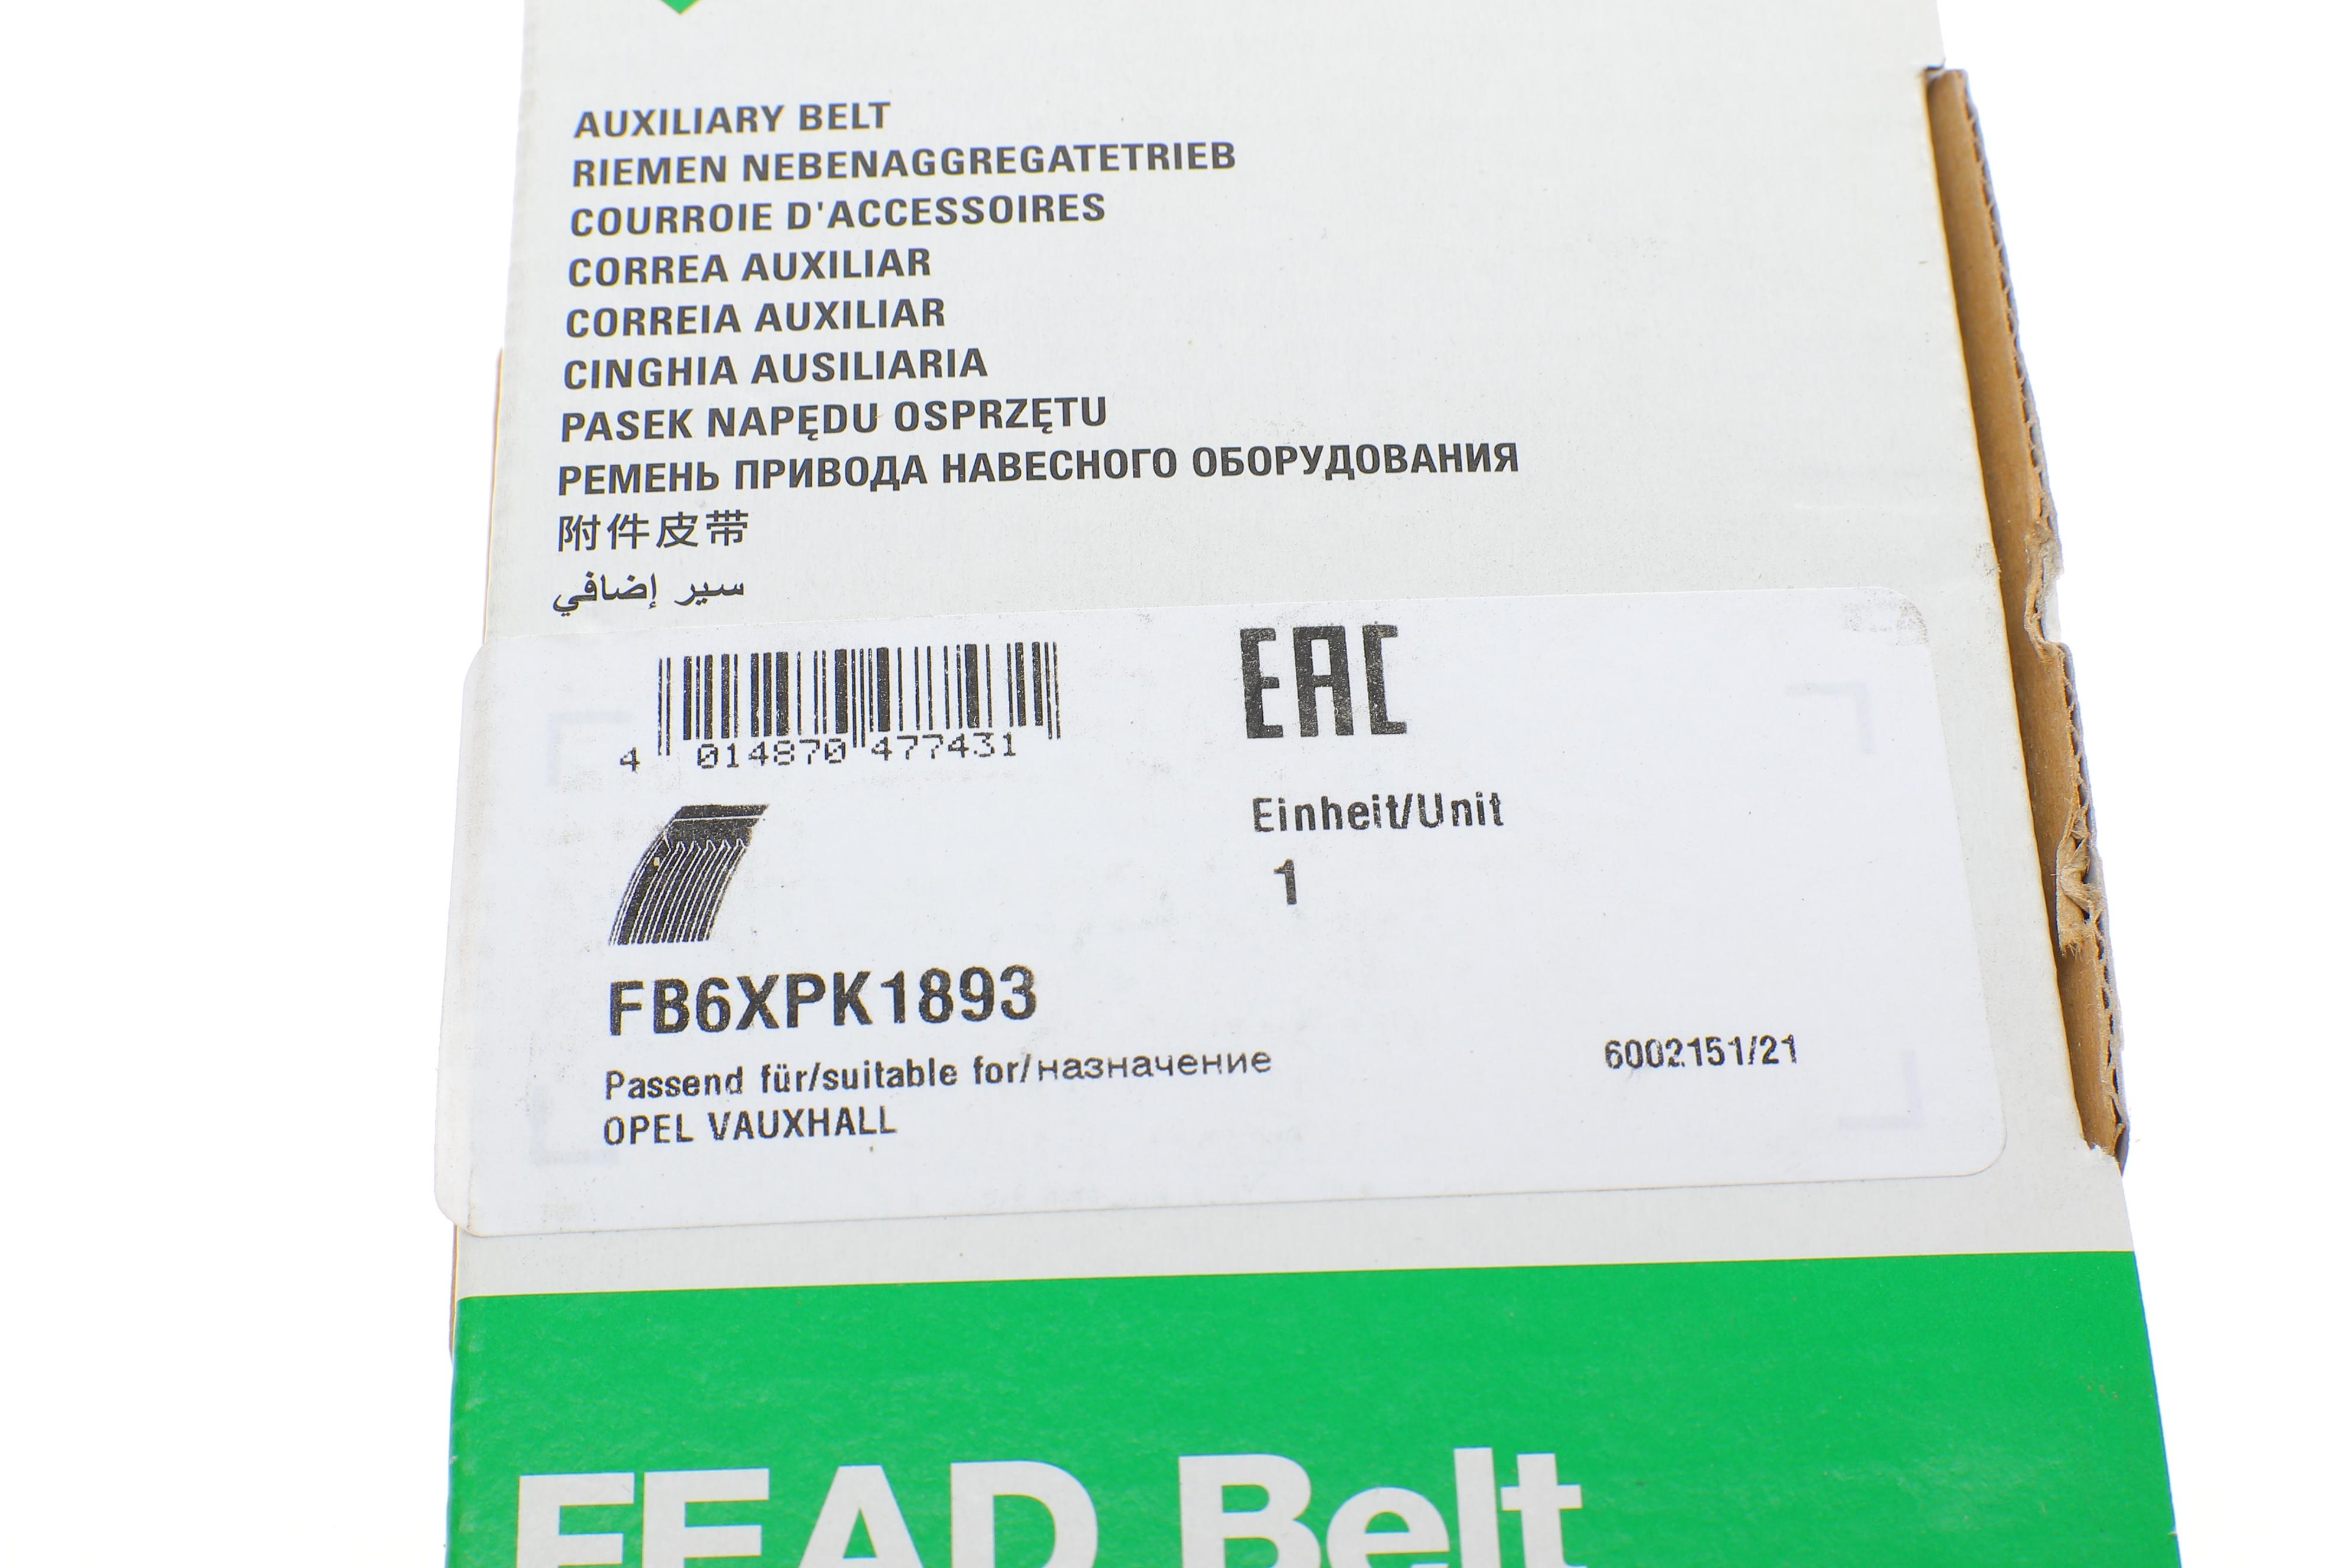 AUXILIARY BELT
RIEMEN NEBENAGGREGATETRIEB
COURROIE D'ACCESSOIRES
CORREA AUXILIAR
CORREIA AUXILIAR
CINGHIA AUSILIARIA
PASEK NAPĘDU OSPRZĘTU
РЕМЕНЬ ПРИВОДА НАВЕСНОГО ОБОРУДОВАНИЯ
附件皮带
سير إضافي
EAC
4 014870 477431
Einheit/Unit
1
FB6XPK1893
Passend für/suitable for/назначение
6002151/21
OPEL VAUXHALL
FEAD Belt